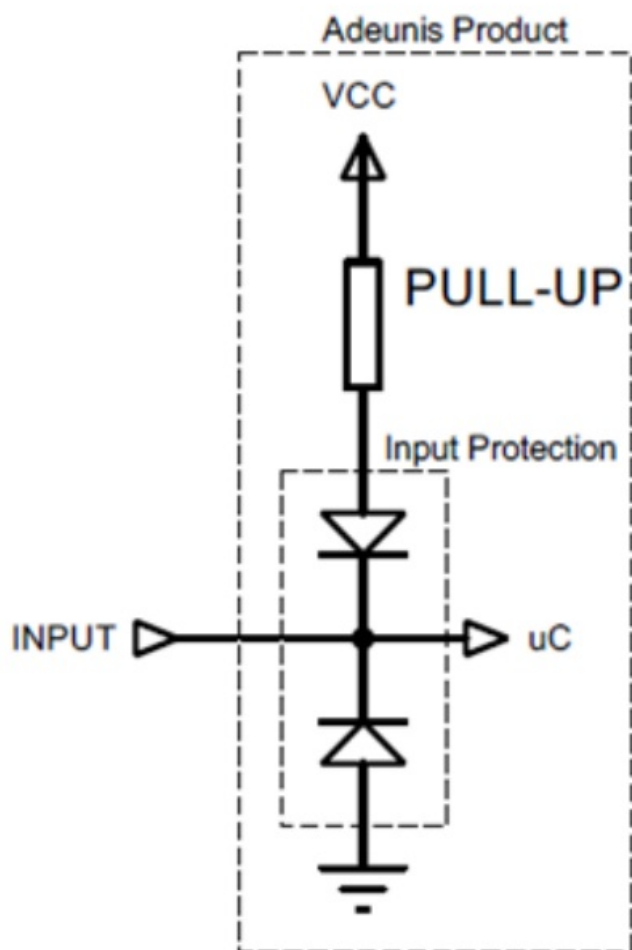 Adeunis Product
VCC
PULL-UP
Input Protection
INPUT
uC